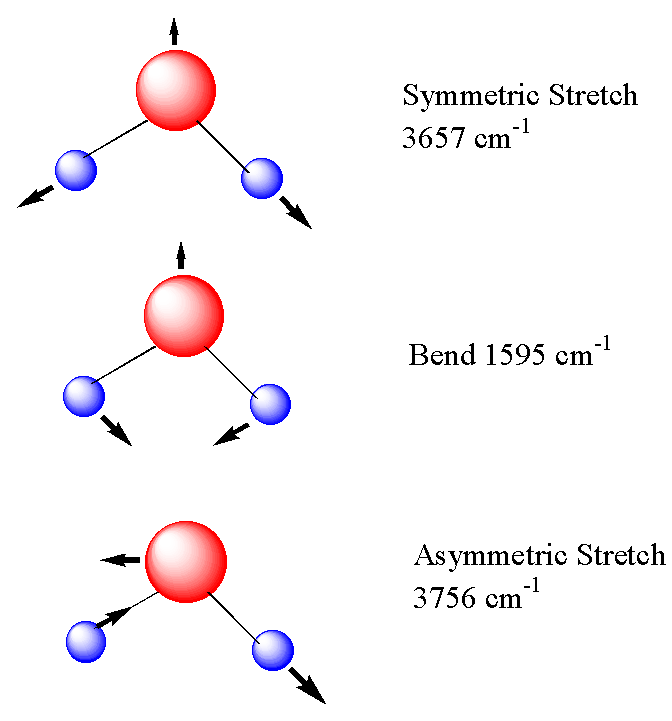 Symmetric Stretch
3657 cm⁻¹
Bend 1595 cm⁻¹
Asymmetric Stretch
3756 cm⁻¹